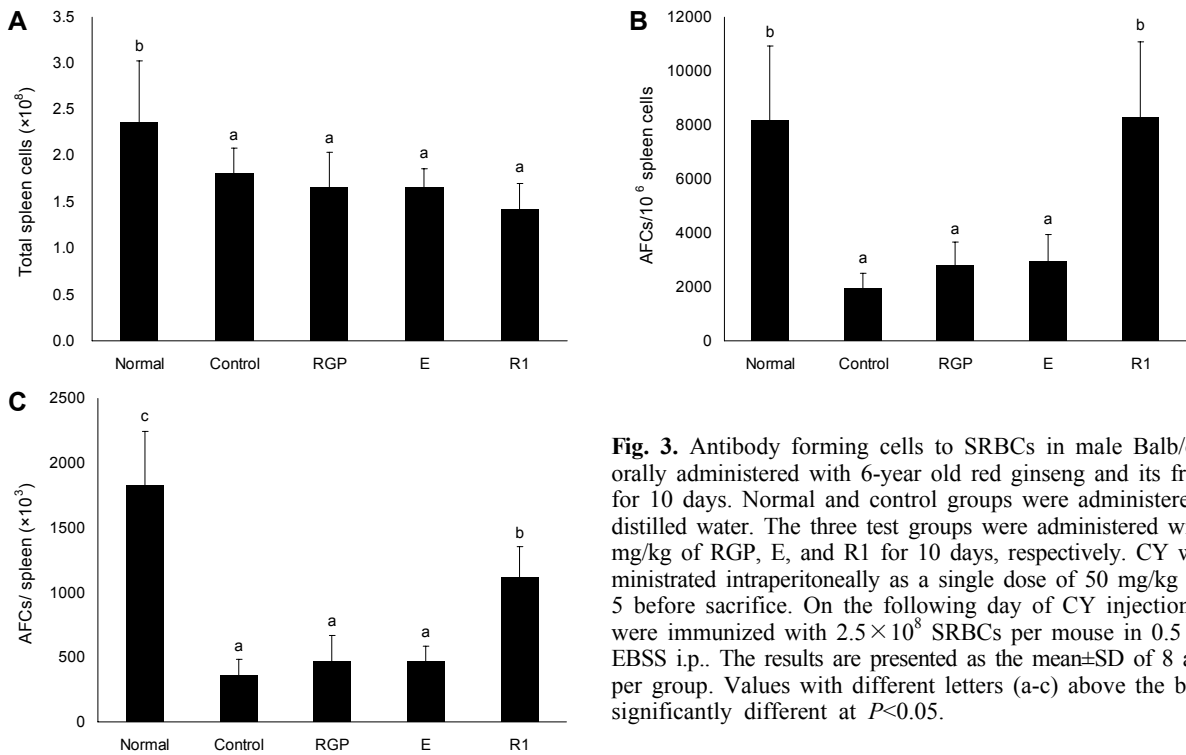 A
3.5
3.0
2.5
2.0
1.5
1.0
0.5
0.0
Total spleen cells (×10⁸)
b
a
a
a
a
Normal Control RGP E R1
B
12000
10000
8000
6000
4000
2000
0
AFCs/10⁶ spleen cells
b
a
a
a
b
Normal Control RGP E R1
C
2500
2000
1500
1000
500
0
AFCs/ spleen (×10³)
c
a
a
a
b
Normal Control RGP E R1
Fig. 3. Antibody forming cells to SRBCs in male Balb/
orally administered with 6-year old red ginseng and its
for 10 days. Normal and control groups were
distilled water. The three test groups were administered
mg/kg of RGP, E, and R1 for 10 days, respectively. CY
ministrated intraperitoneally as a single dose of 50 mg/kg
5 before sacrifice. On the following day of CY injection
were immunized with 2.5×10⁸ SRBCs per mouse in 0.5
EBSS i.p.. The results are presented as the mean±SD of 8
per group. Values with different letters (a-c) above the
significantly different at P<0.05.